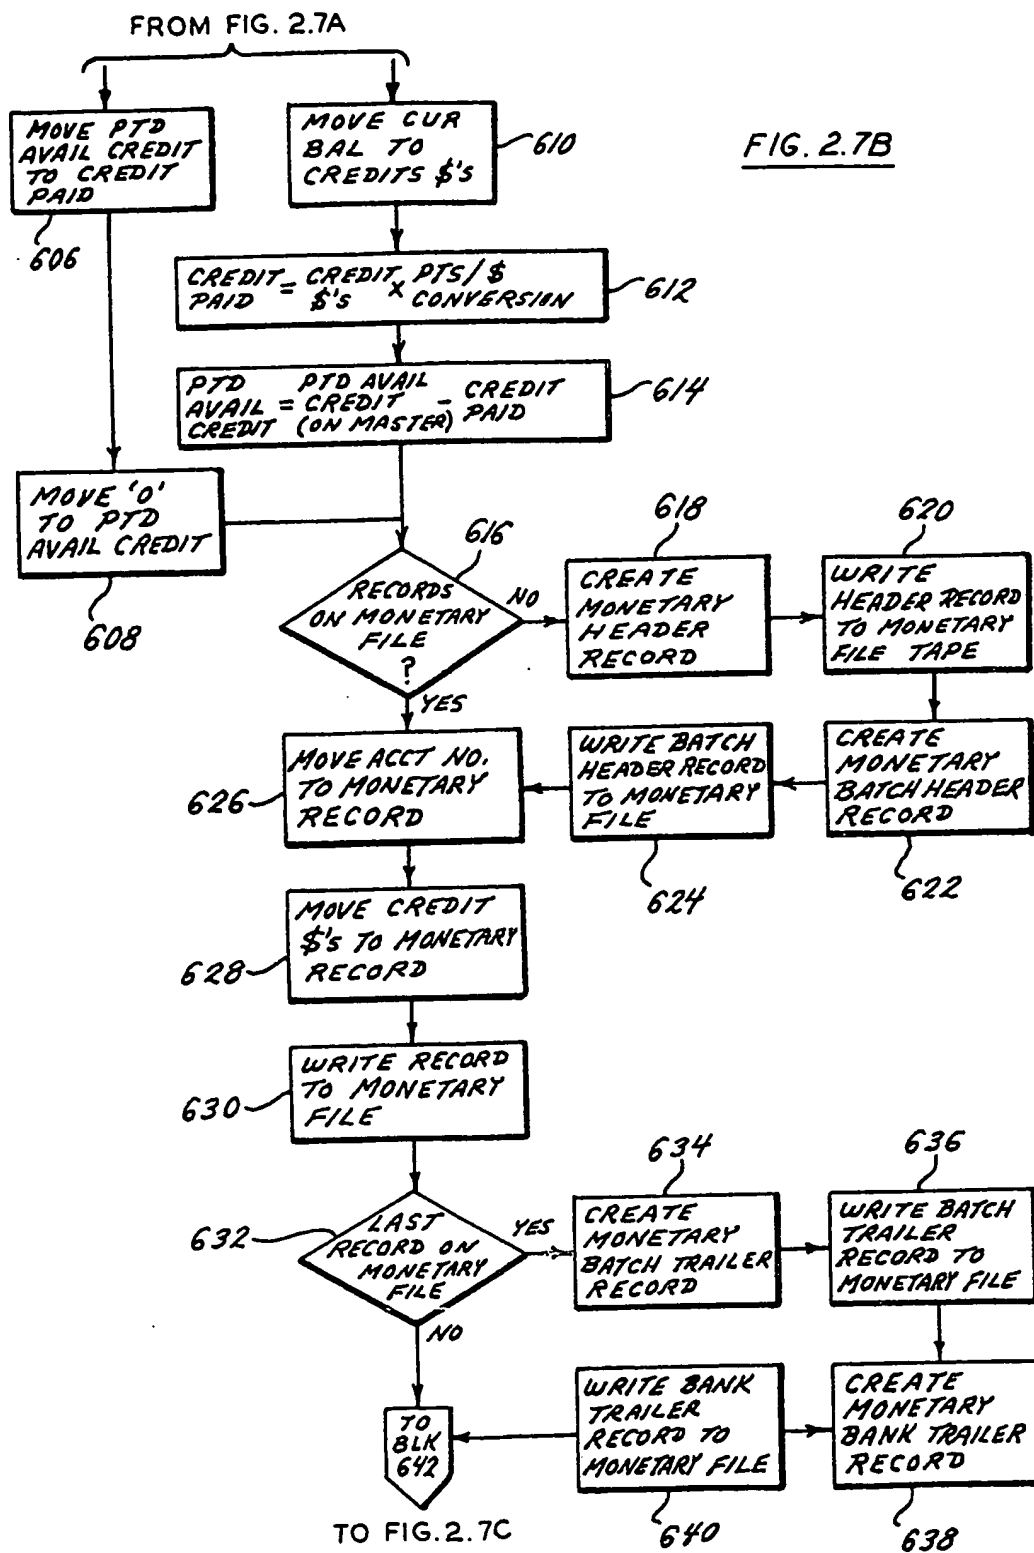 FROM FIG. 2.7A
MOVE PTD
AVAIL CREDIT
TO CREDIT
PAID
606
MOVE CUR
BAL TO
CREDITS $'S
610
FIG. 2.7B
CREDIT = CREDIT x PTS/$
PAID $'S CONVERSION
612
PTD PTD AVAIL
AVAIL = CREDIT - CREDIT
CREDIT (ON MASTER) PAID
614
MOVE '0'
TO PTD
AVAIL CREDIT
608
616
RECORDS
ON MONETARY
FILE
?
NO
YES
618
CREATE
MONETARY
HEADER
RECORD
620
WRITE
HEADER RECORD
TO MONETARY
FILE TAPE
CREATE
MONETARY
BATCH HEADER
RECORD
622
WRITE BATCH
HEADER RECORD
TO MONETARY
FILE
624
MOVE ACCT NO.
TO MONETARY
RECORD
626
MOVE CREDIT
$'S TO MONETARY
RECORD
628
WRITE RECORD
TO MONETARY
FILE
630
632
LAST
RECORD ON
MONETARY
FILE
YES
NO
634
CREATE
MONETARY
BATCH TRAILER
RECORD
636
WRITE BATCH
TRAILER
RECORD TO
MONETARY FILE
CREATE
MONETARY
BANK TRAILER
RECORD
638
WRITE BANK
TRAILER
RECORD TO
MONETARY FILE
640
TO
BLK
642
TO FIG. 2.7C